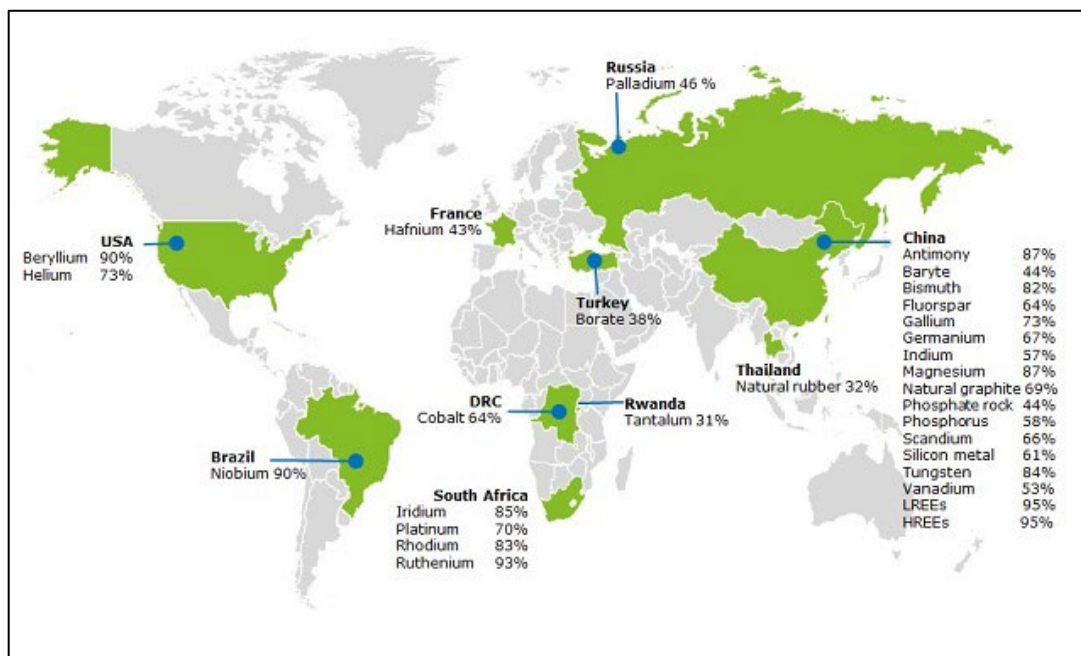 Russia
Palladium 46 %
France
Hafnium 43%
USA
Beryllium 90%
Helium 73%
Turkey
Borate 38%
China
Antimony 87%
Baryte 44%
Bismuth 82%
Fluorspar 64%
Gallium 73%
Germanium 67%
Indium 57%
Magnesium 87%
Natural graphite 69%
Phosphate rock 44%
Phosphorus 58%
Scandium 66%
Silicon metal 61%
Tungsten 84%
Vanadium 53%
LREEs 95%
HREEs 95%
Thailand
Natural rubber 32%
DRC
Cobalt 64%
Rwanda
Tantalum 31%
Brazil
Niobium 90%
South Africa
Iridium 85%
Platinum 70%
Rhodium 83%
Ruthenium 93%